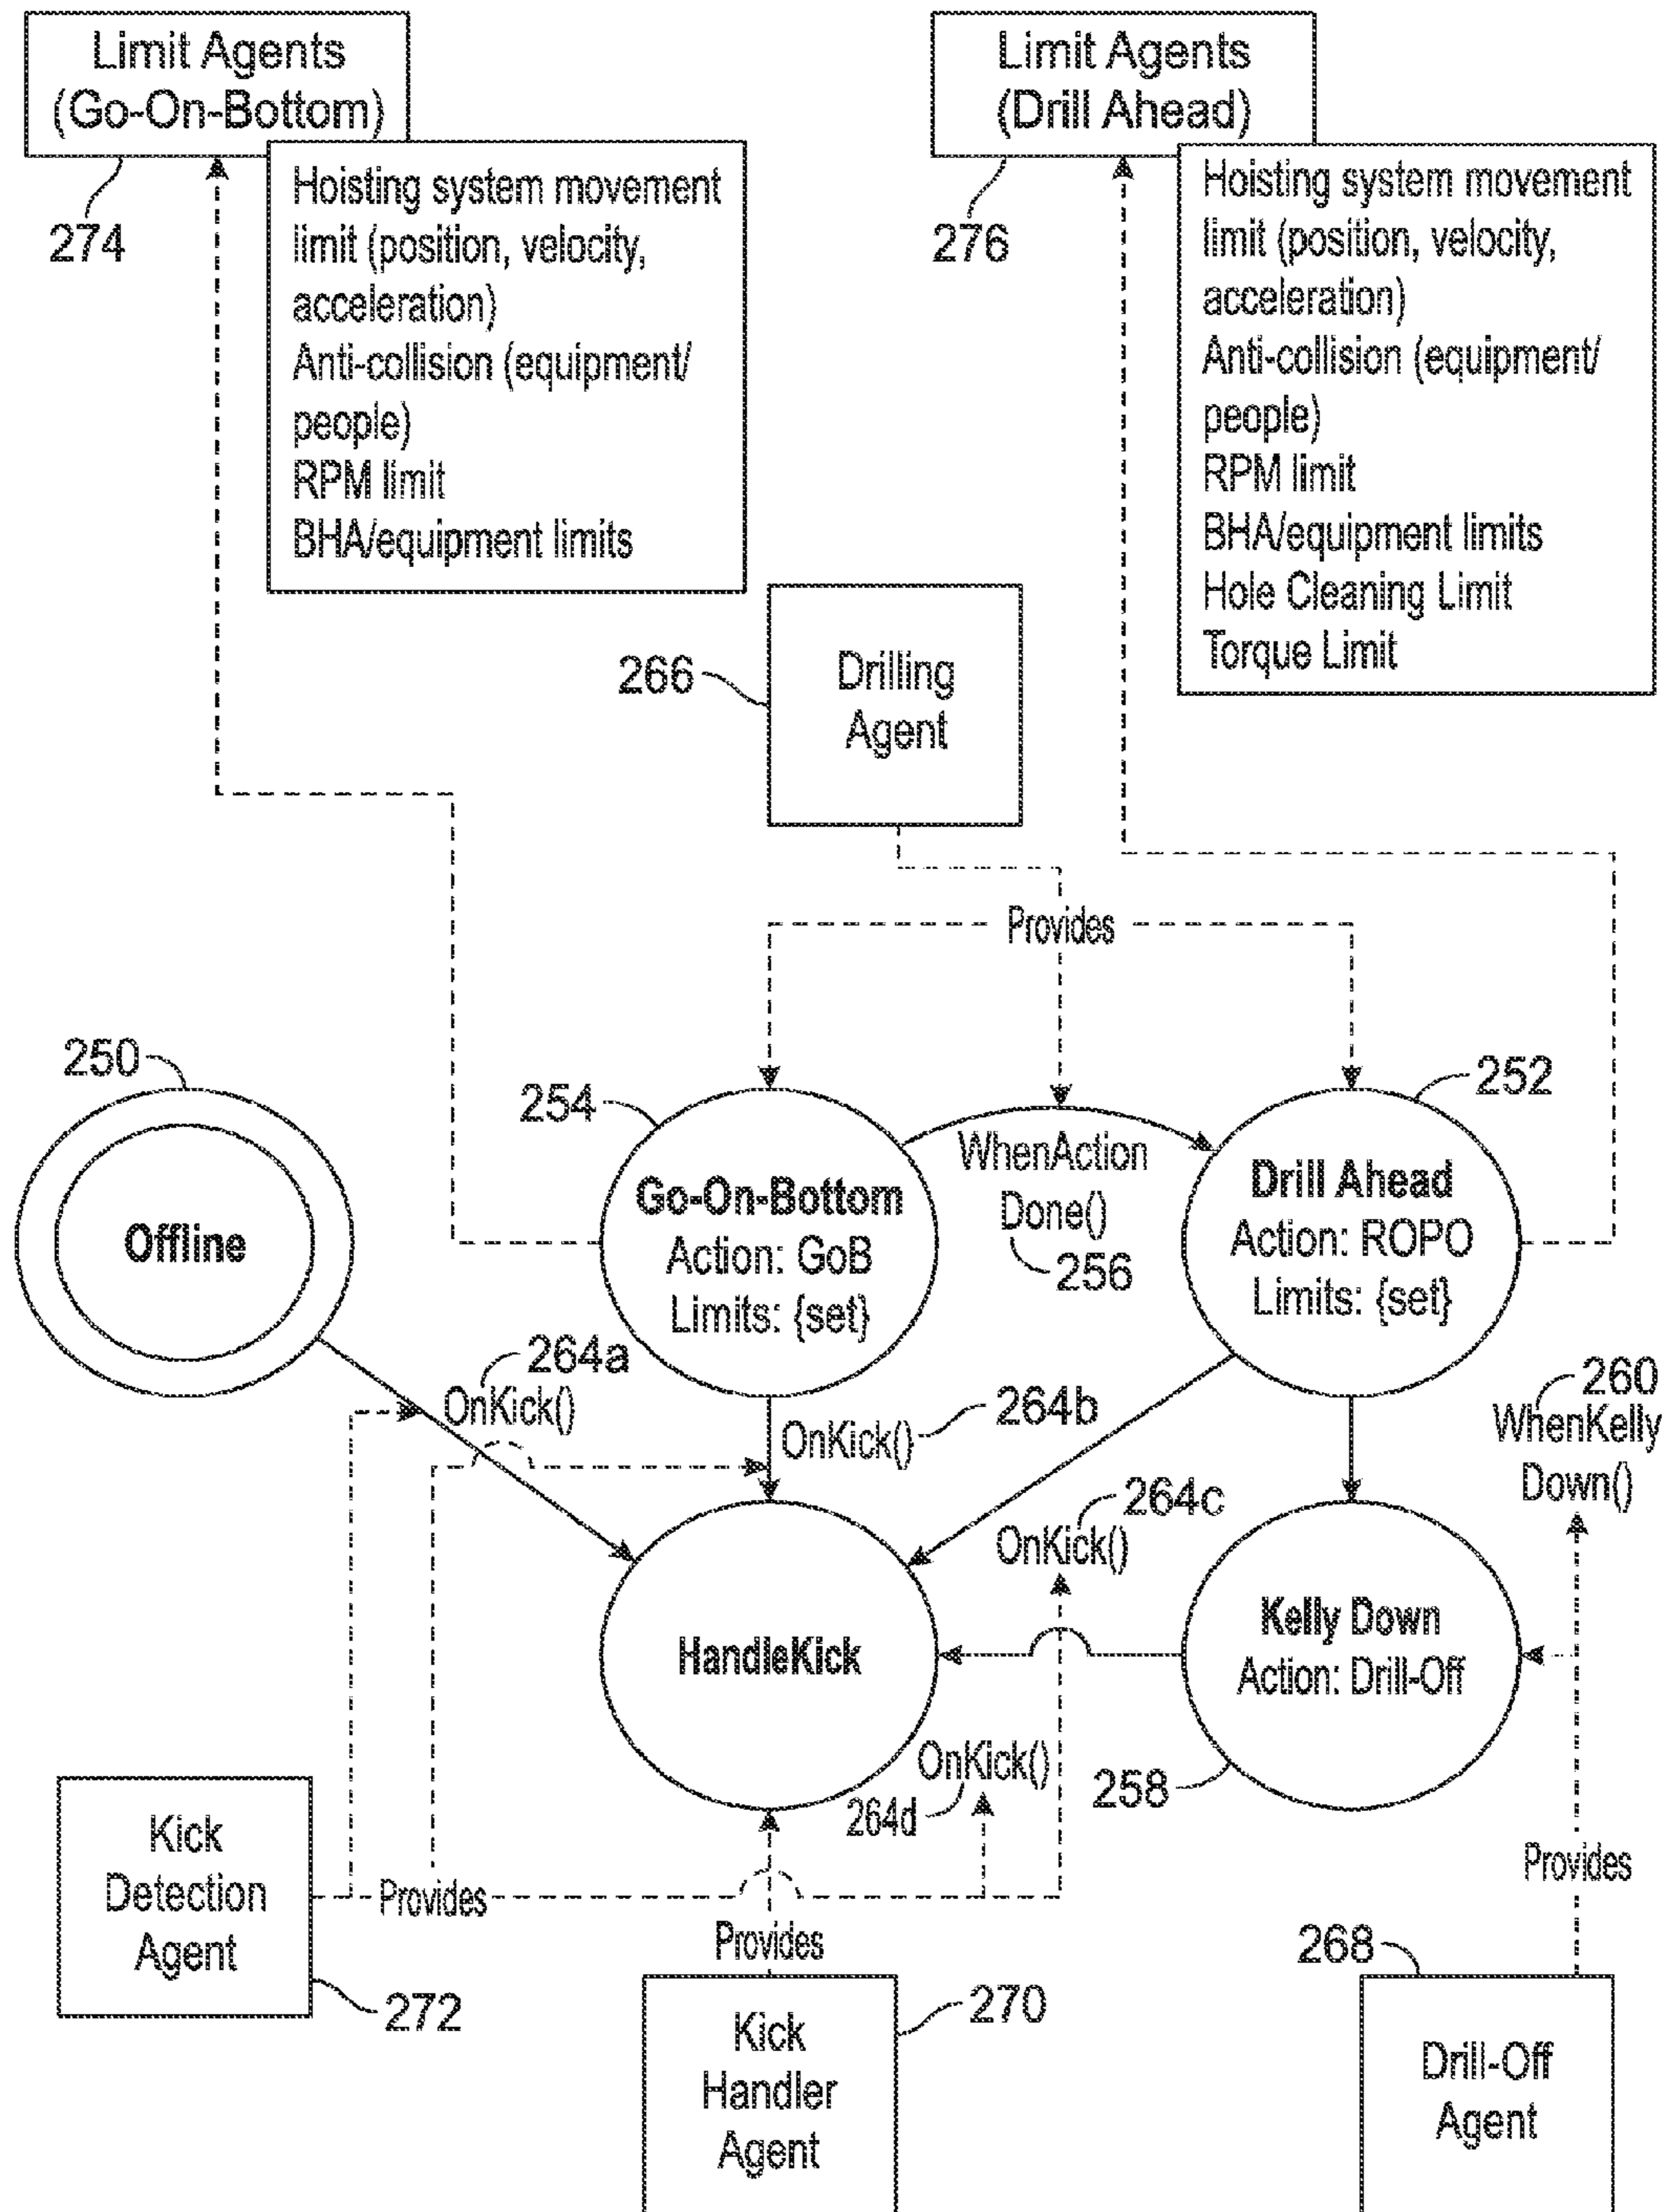 Limit Agents
(Go-On-Bottom)
274
Hoisting system movement
limit (position, velocity,
acceleration)
Anti-collision (equipment/
people)
RPM limit
BHA/equipment limits
Limit Agents
(Drill Ahead)
276
Hoisting system movement
limit (position, velocity,
acceleration)
Anti-collision (equipment/
people)
RPM limit
BHA/equipment limits
Hole Cleaning Limit
Torque Limit
266
Drilling
Agent
Provides
250
Offline
254
Go-On-Bottom
Action: GoB
Limits: {set}
WhenAction
Done()
256
252
Drill Ahead
Action: ROPO
Limits: {set}
264a
OnKick()
OnKick()
264b
260
WhenKelly
Down()
264c
OnKick()
HandleKick
Kelly Down
Action: Drill-Off
258
OnKick()
264d
Kick
Detection
Agent
272
Provides
Provides
270
Kick
Handler
Agent
Provides
268
Drill-Off
Agent